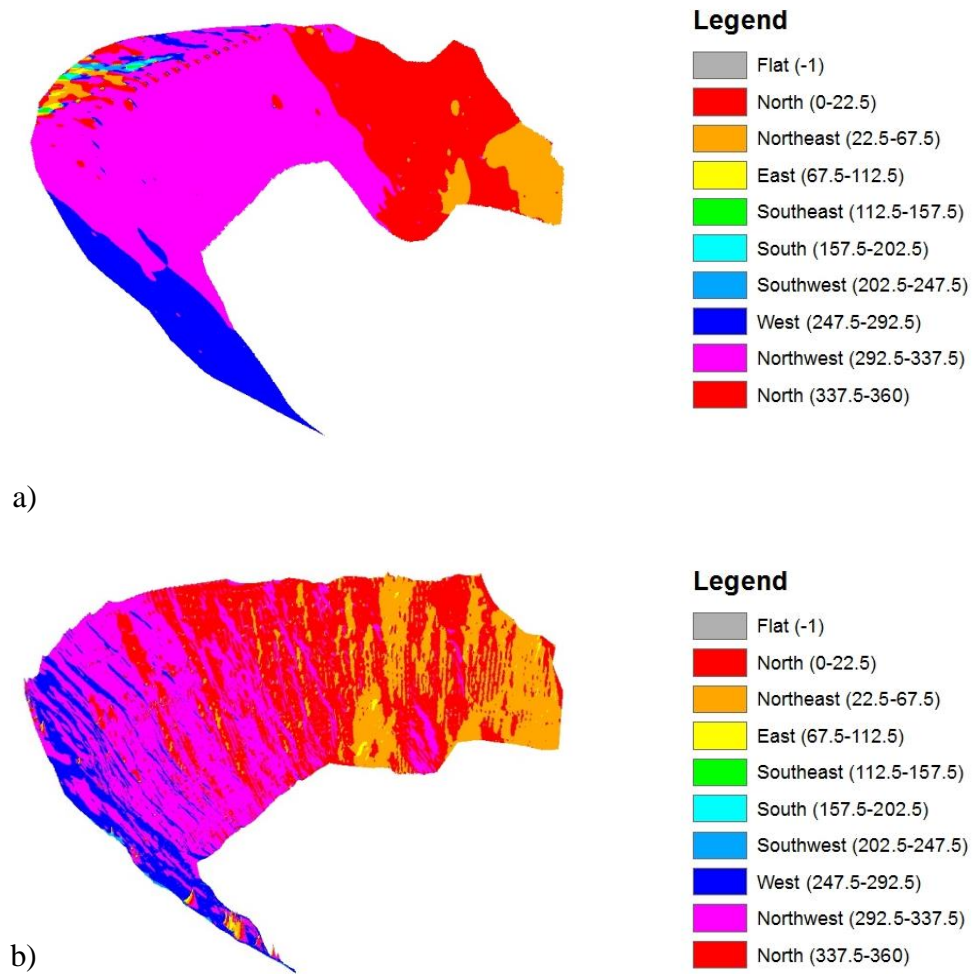 Legend
Flat (-1)
North (0-22.5)
Northeast (22.5-67.5)
East (67.5-112.5)
Southeast (112.5-157.5)
South (157.5-202.5)
Southwest (202.5-247.5)
West (247.5-292.5)
Northwest (292.5-337.5)
North (337.5-360)
a)
Legend
Flat (-1)
North (0-22.5)
Northeast (22.5-67.5)
East (67.5-112.5)
Southeast (112.5-157.5)
South (157.5-202.5)
Southwest (202.5-247.5)
West (247.5-292.5)
Northwest (292.5-337.5)
North (337.5-360)
b)